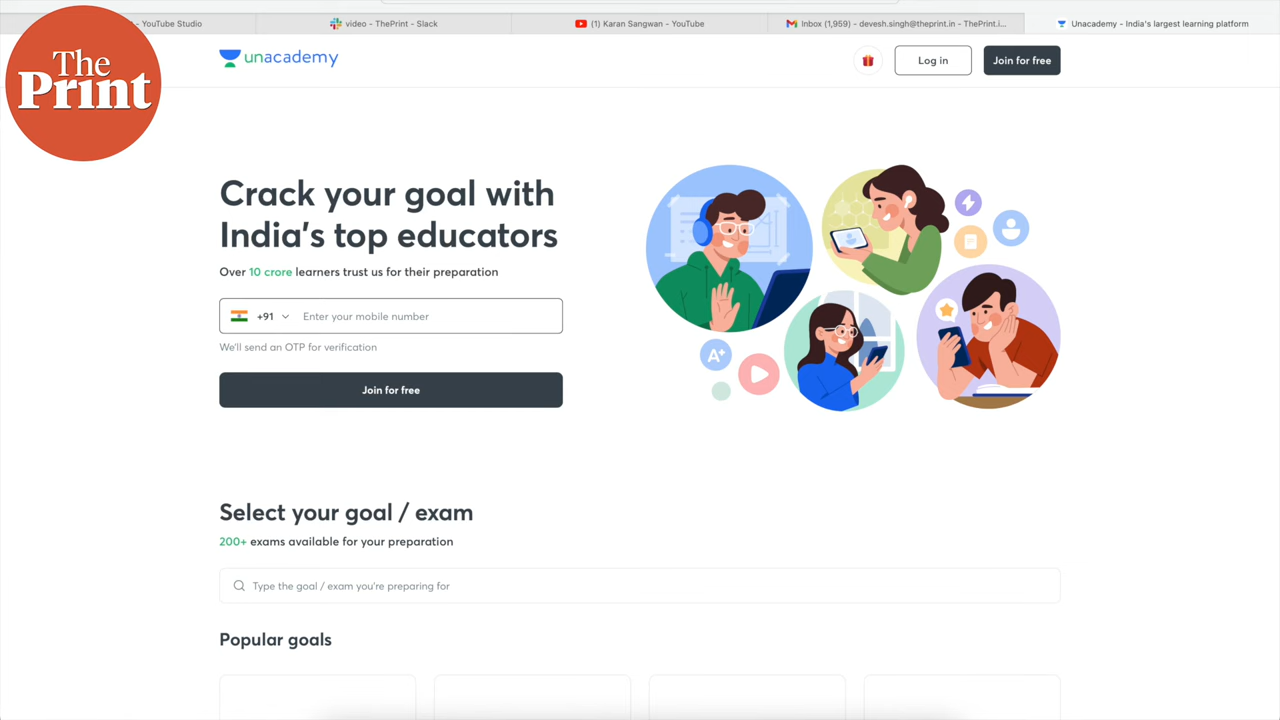 - YouTube Studio
video - ThePrint - Slack
(1) Karan Sangwan - YouTube
Inbox (1,959) - devesh.singh@theprint.in - ThePrint.i...
Unacademy - India's largest learning platform
The
Print
unacademy
Log in
Join for free
Crack your goal with
India's top educators
Over 10 crore learners trust us for their preparation
+91
Enter your mobile number
We'll send an OTP for verification
Join for free
A+
Select your goal / exam
200+ exams available for your preparation
Type the goal / exam you're preparing for
Popular goals